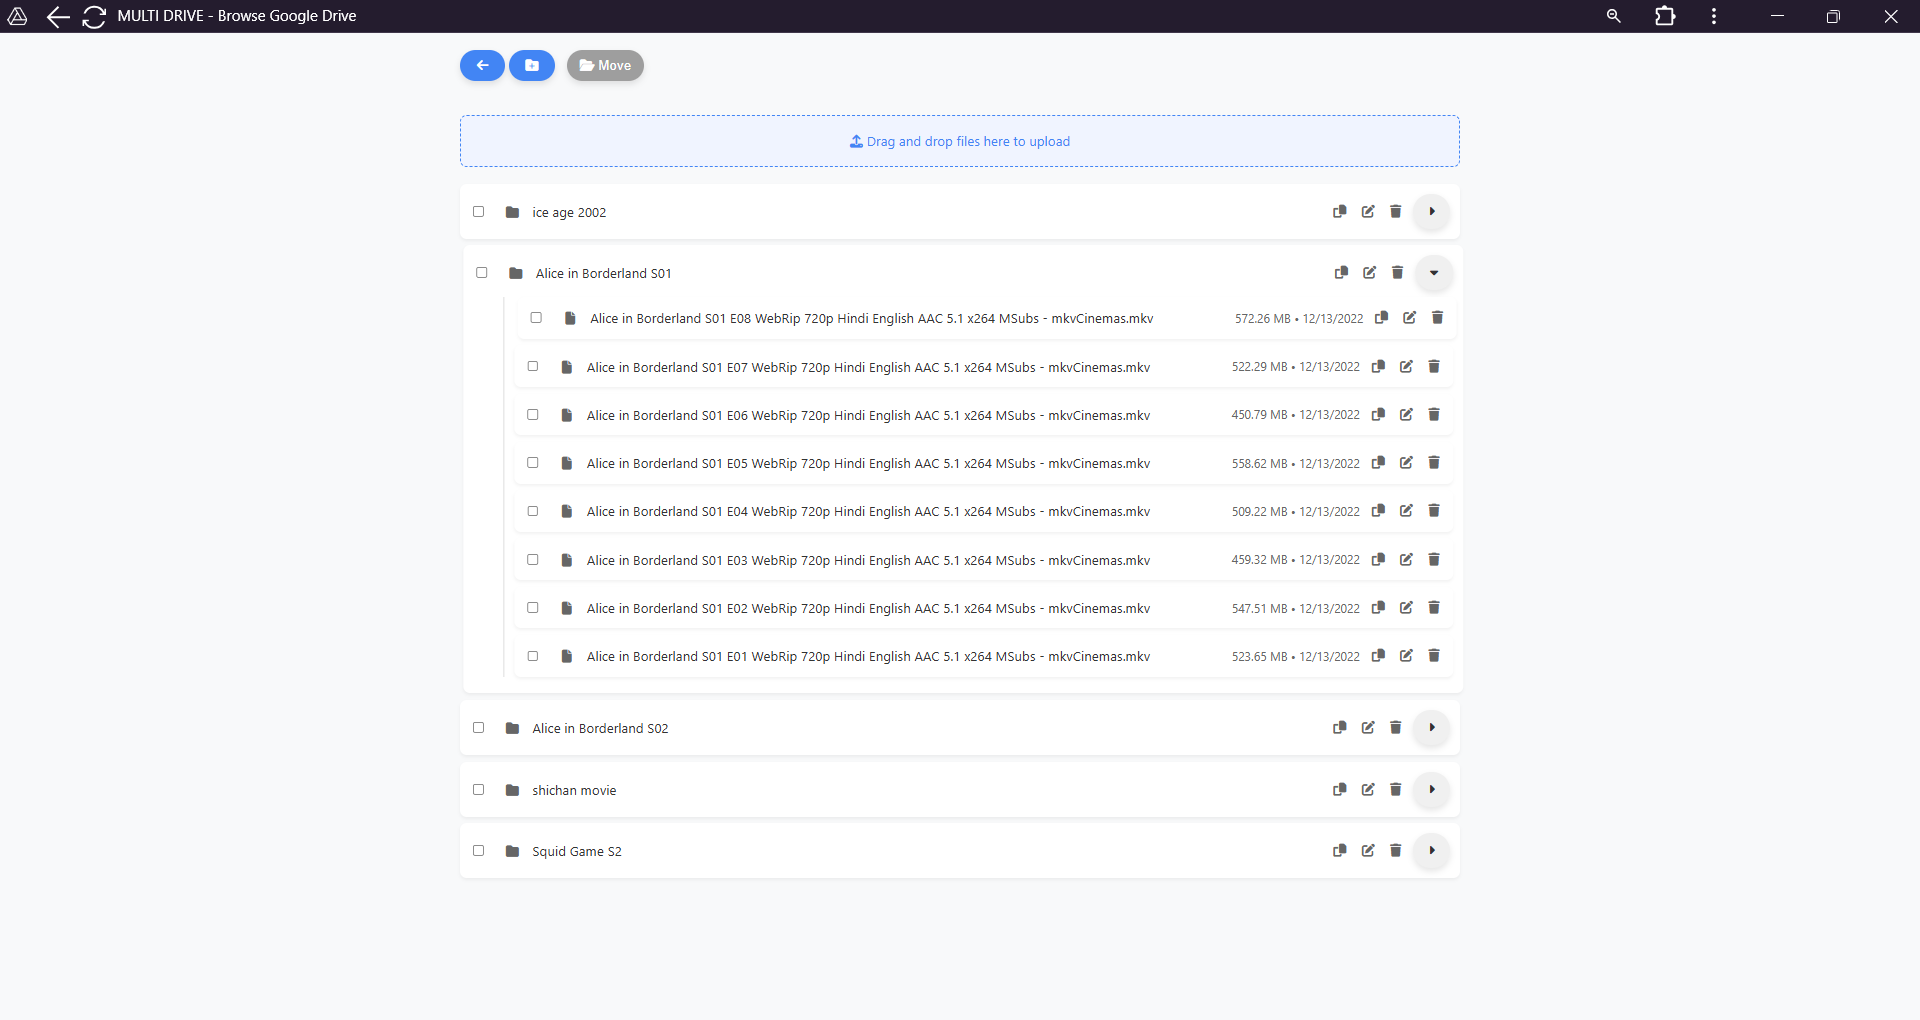 MULTI DRIVE - Browse Google Drive
Move
Drag and drop files here to upload
ice age 2002
Alice in Borderland S01
Alice in Borderland S01 E08 WebRip 720p Hindi English AAC 5.1 x264 MSubs - mkvCinemas.mkv 572.26 MB • 12/13/2022
Alice in Borderland S01 E07 WebRip 720p Hindi English AAC 5.1 x264 MSubs - mkvCinemas.mkv 522.29 MB • 12/13/2022
Alice in Borderland S01 E06 WebRip 720p Hindi English AAC 5.1 x264 MSubs - mkvCinemas.mkv 450.79 MB • 12/13/2022
Alice in Borderland S01 E05 WebRip 720p Hindi English AAC 5.1 x264 MSubs - mkvCinemas.mkv 558.62 MB • 12/13/2022
Alice in Borderland S01 E04 WebRip 720p Hindi English AAC 5.1 x264 MSubs - mkvCinemas.mkv 509.22 MB • 12/13/2022
Alice in Borderland S01 E03 WebRip 720p Hindi English AAC 5.1 x264 MSubs - mkvCinemas.mkv 459.32 MB • 12/13/2022
Alice in Borderland S01 E02 WebRip 720p Hindi English AAC 5.1 x264 MSubs - mkvCinemas.mkv 547.51 MB • 12/13/2022
Alice in Borderland S01 E01 WebRip 720p Hindi English AAC 5.1 x264 MSubs - mkvCinemas.mkv 523.65 MB • 12/13/2022
Alice in Borderland S02
shichan movie
Squid Game S2